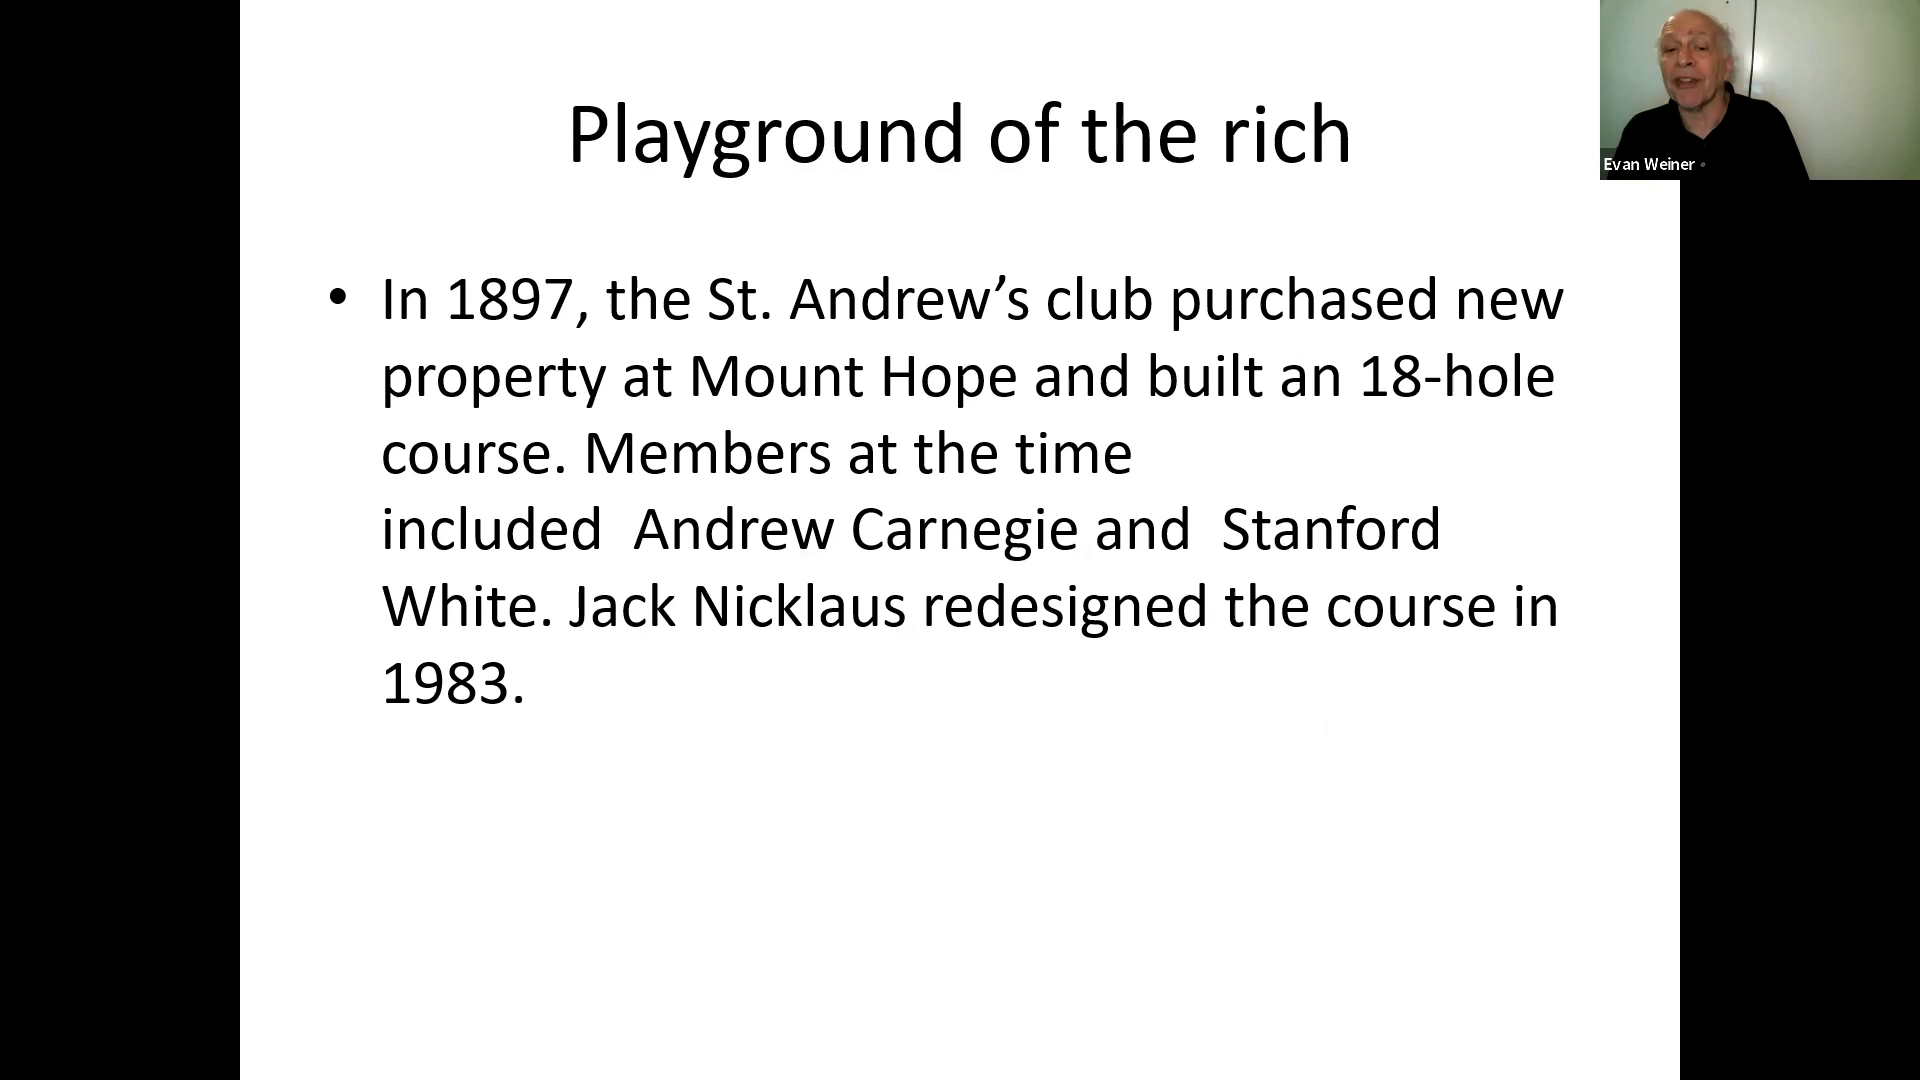 Playground of the rich
Evan Weiner
• In 1897, the St. Andrew’s club purchased new
property at Mount Hope and built an 18-hole
course. Members at the time
included  Andrew Carnegie and  Stanford
White. Jack Nicklaus redesigned the course in
1983.